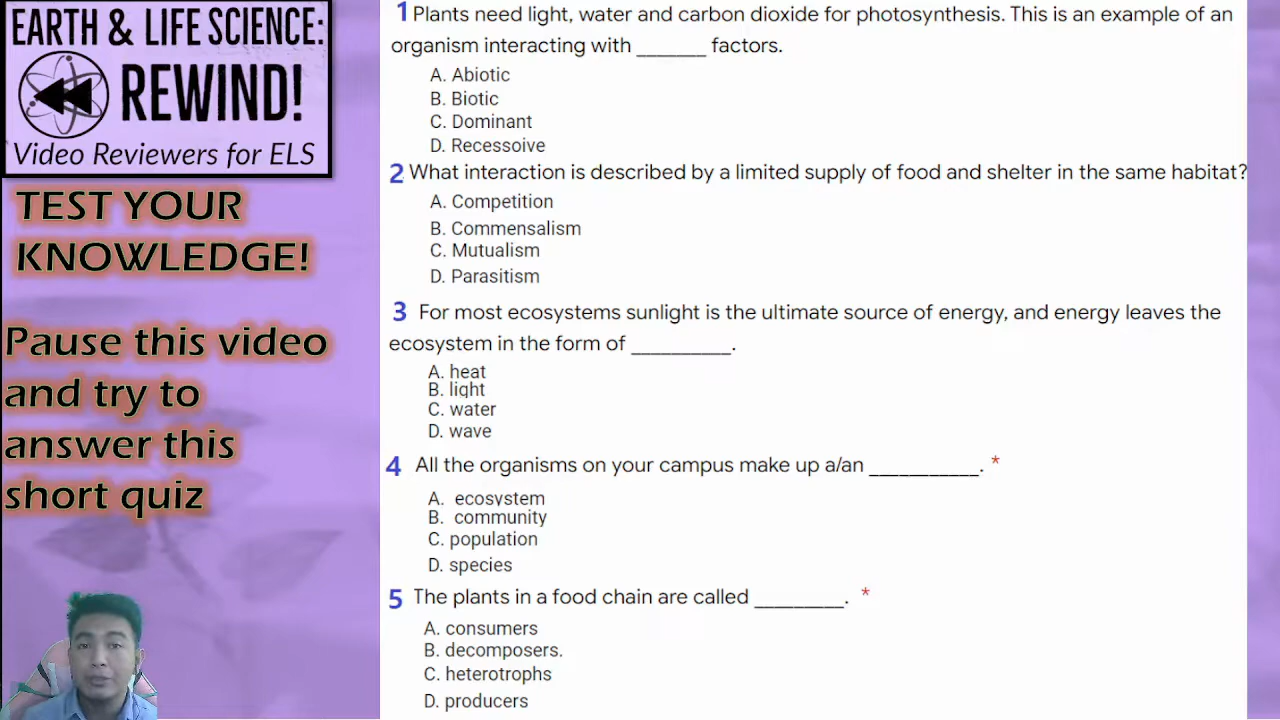 EARTH & LIFE SCIENCE:
REWIND!
Video Reviewers for ELS
TEST YOUR
KNOWLEDGE!
Pause this video
and try to
answer this
short quiz
1 Plants need light, water and carbon dioxide for photosynthesis. This is an example of an
organism interacting with _______ factors.
A. Abiotic
B. Biotic
C. Dominant
D. Recessoive
2 What interaction is described by a limited supply of food and shelter in the same habitat?
A. Competition
B. Commensalism
C. Mutualism
D. Parasitism
3 For most ecosystems sunlight is the ultimate source of energy, and energy leaves the
ecosystem in the form of __________.
A. heat
B. light
C. water
D. wave
4 All the organisms on your campus make up a/an ___________. *
A. ecosystem
B. community
C. population
D. species
5 The plants in a food chain are called _________. *
A. consumers
B. decomposers.
C. heterotrophs
D. producers